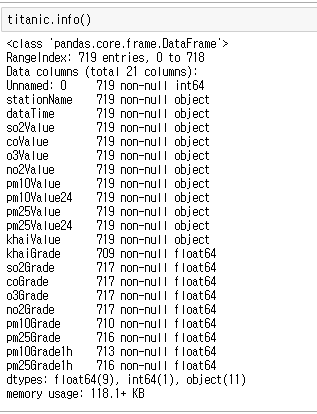 titanic.info()
<class 'pandas.core.frame.DataFrame'>
RangeIndex: 719 entries, 0 to 718
Data columns (total 21 columns):
Unnamed: 0 719 non-null int64
stationName 719 non-null object
dataTime 719 non-null object
so2Value 719 non-null object
coValue 719 non-null object
o3Value 719 non-null object
no2Value 719 non-null object
pm10Value 719 non-null object
pm10Value24 719 non-null object
pm25Value 719 non-null object
pm25Value24 719 non-null object
khaiValue 719 non-null object
khaiGrade 709 non-null float64
so2Grade 717 non-null float64
coGrade 717 non-null float64
o3Grade 717 non-null float64
no2Grade 717 non-null float64
pm10Grade 710 non-null float64
pm25Grade 716 non-null float64
pm10Grade1h 713 non-null float64
pm25Grade1h 716 non-null float64
dtypes: float64(9), int64(1), object(11)
memory usage: 118.1+ KB